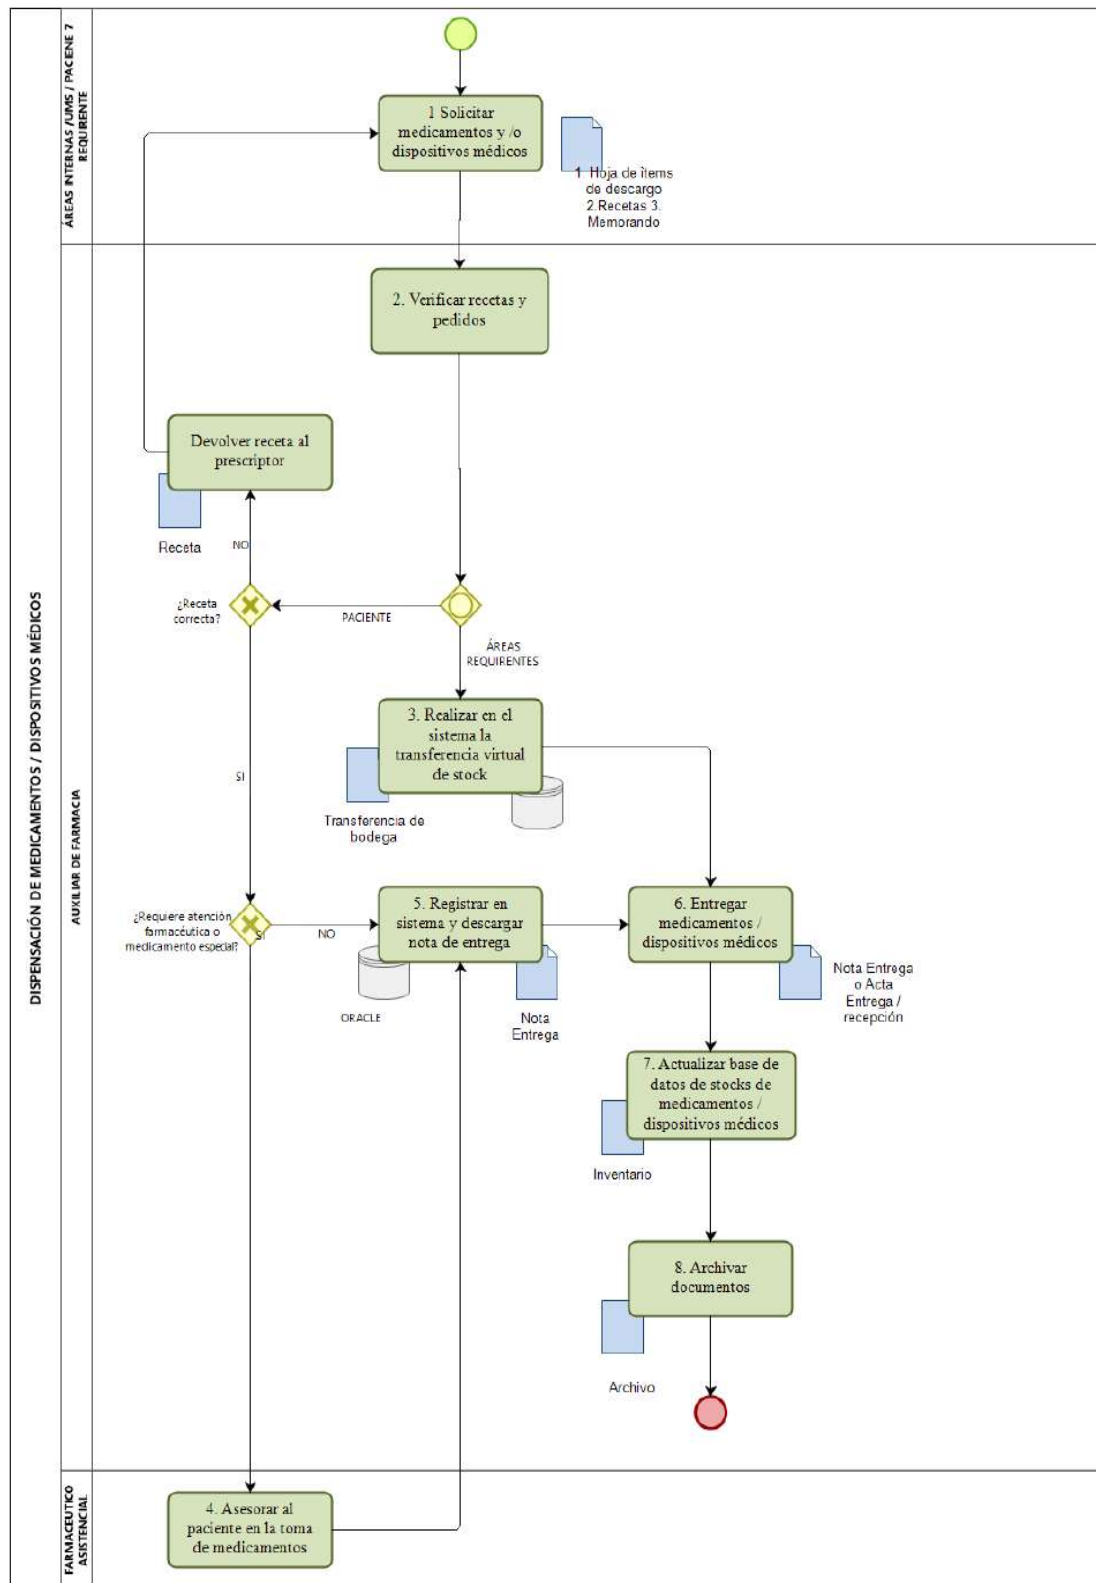 DISPENSACIÓN DE MEDICAMENTOS / DISPOSITIVOS MÉDICOS
ÁREAS INTERNAS /UMS / PACIENE 7
REQUIRENTE
1 Solicitar
medicamentos y /o
dispositivos médicos
1 Hoja de ítems
de descargo
2.Recetas 3.
Memorando
AUXILIAR DE FARMACIA
2. Verificar recetas y
pedidos
Devolver receta al
prescriptor
Receta
NO
¿Receta
correcta?
PACIENTE
ÁREAS
REQUIRENTES
3. Realizar en el
sistema la
transferencia virtual
de stock
SI
Transferencia de
bodega
¿Requiere atención
farmacéutica o
medicamento especial?
SI
NO
5. Registrar en
sistema y descargar
nota de entrega
6. Entregar
medicamentos /
dispositivos médicos
ORACLE
Nota
Entrega
Nota Entrega
o Acta
Entrega /
recepción
7. Actualizar base de
datos de stocks de
medicamentos /
dispositivos médicos
Inventario
8. Archivar
documentos
Archivo
FARMACEUTICO
ASISTENCIAL
4. Asesorar al
paciente en la toma
de medicamentos